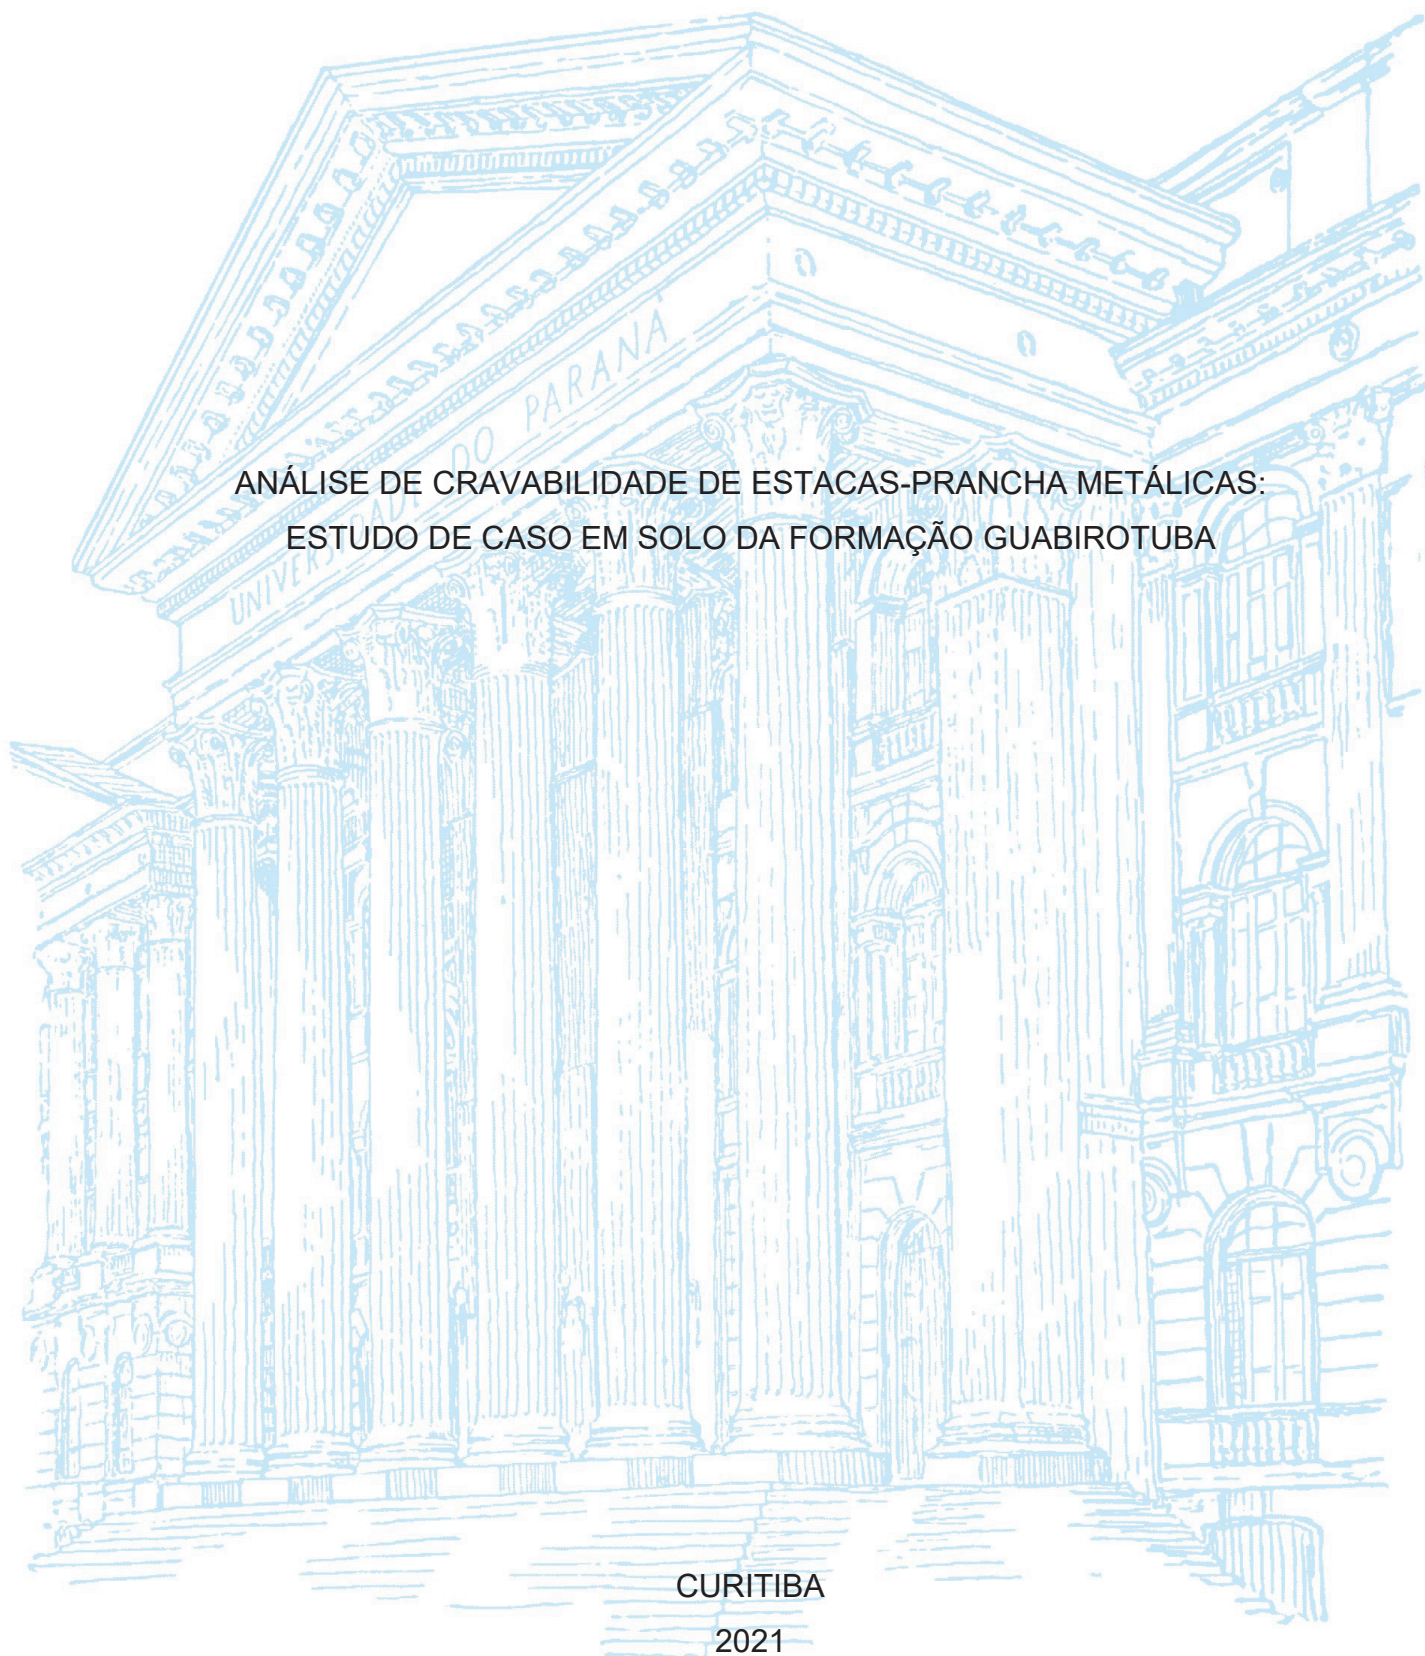 UNIVERSIDADE DO PARANÁ
ANÁLISE DE CRAVABILIDADE DE ESTACAS-PRANCHA METÁLICAS:
ESTUDO DE CASO EM SOLO DA FORMAÇÃO GUABIROTUBA
CURITIBA
2021